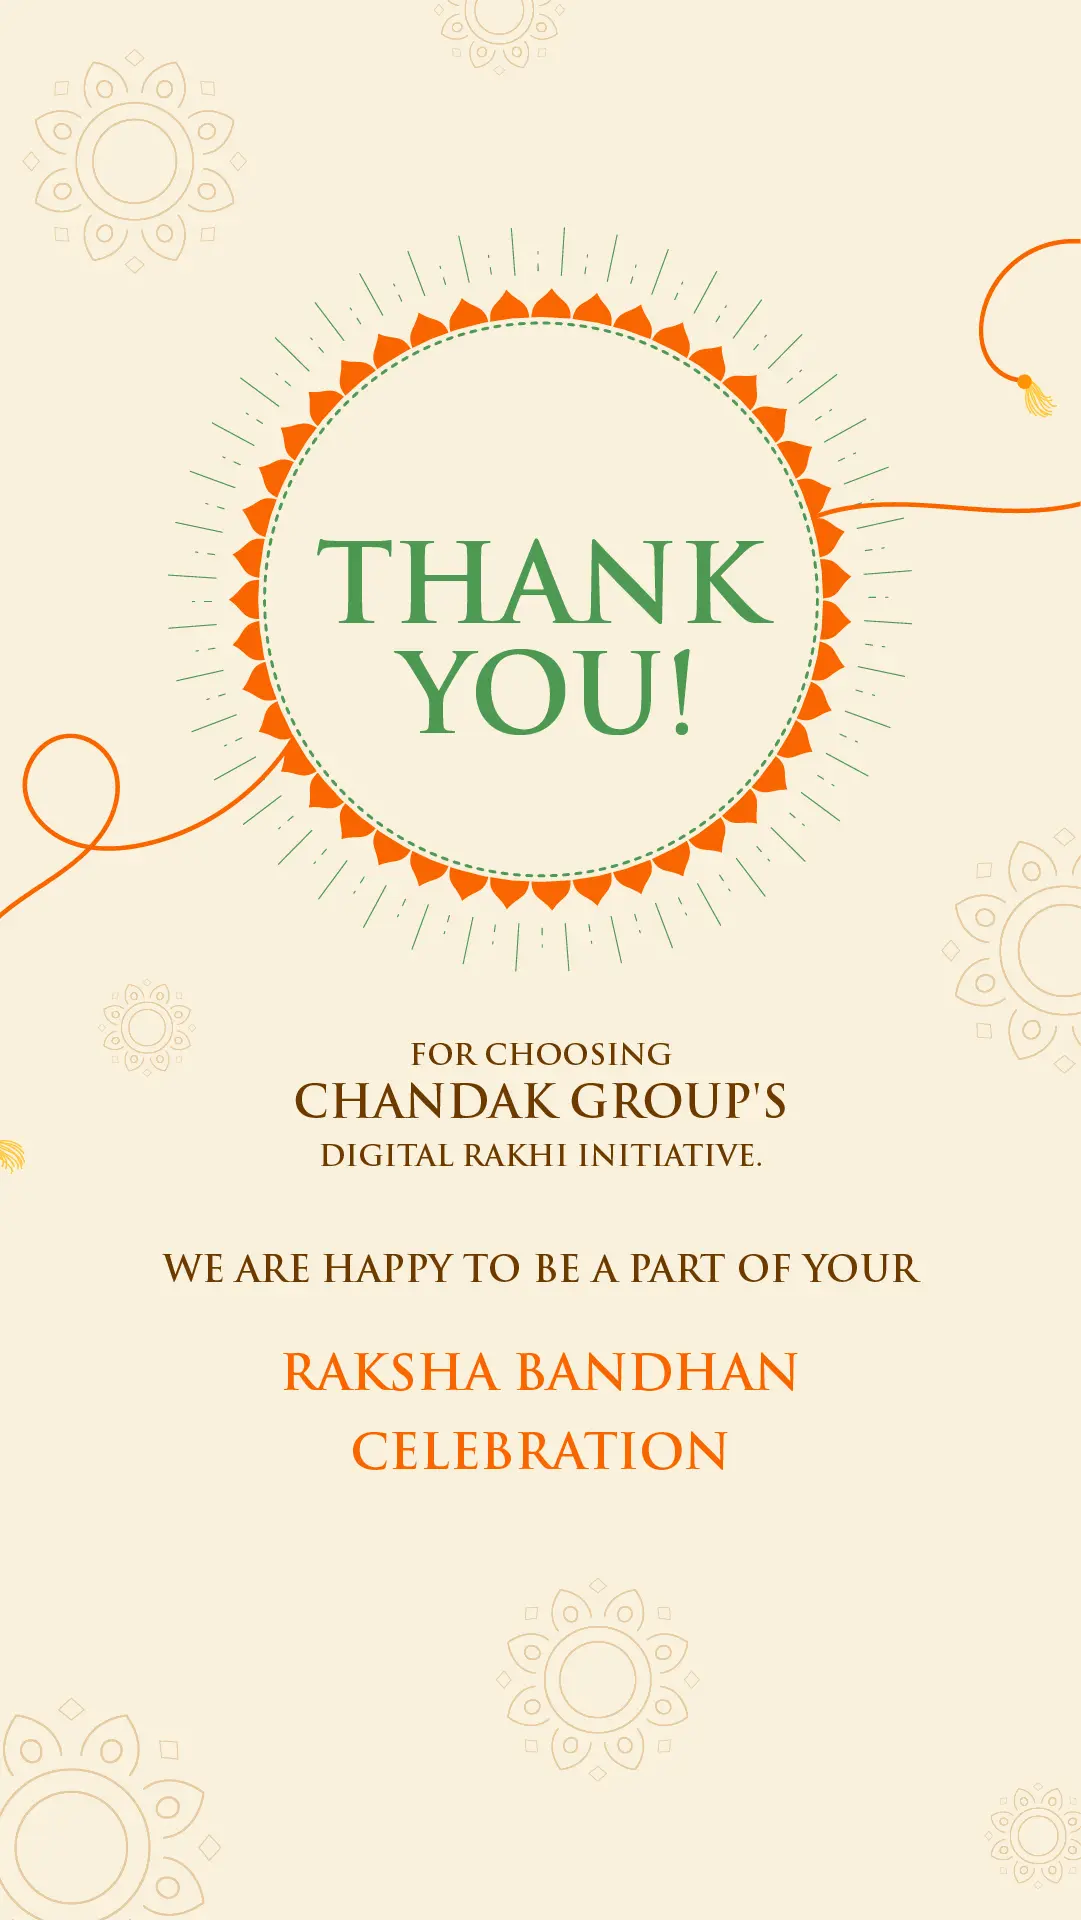 THANK
YOU!
FOR CHOOSING
CHANDAK GROUP'S
DIGITAL RAKHI INITIATIVE.
WE ARE HAPPY TO BE A PART OF YOUR
RAKSHA BANDHAN
CELEBRATION